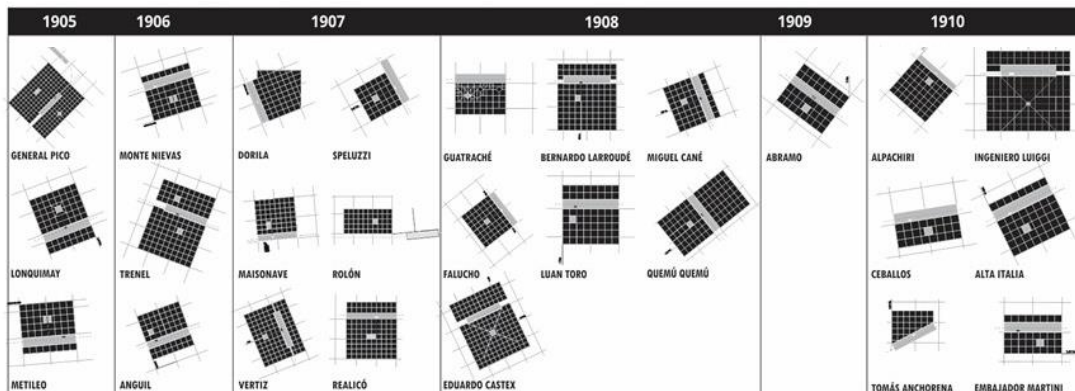 1905 1906 1907 1908 1909 1910
GENERAL PICO MONTE NIEVAS DORILA SPELUZZI GUATRACHÉ BERNARDO LARROUDÉ MIGUEL CANÉ ABRAMO ALPACHIRI INGENIERO LUIGGI
LONQUIMAY TRENEL MAISONAVE ROLÓN FALUCHO LUAN TORO QUEMÚ QUEMÚ CEBALLOS ALTA ITALIA
METILEO ANGUIL VERTIZ REALICÓ EDUARDO CASTEX TOMÁS ANCHORENA EMBAJADOR MARTINI